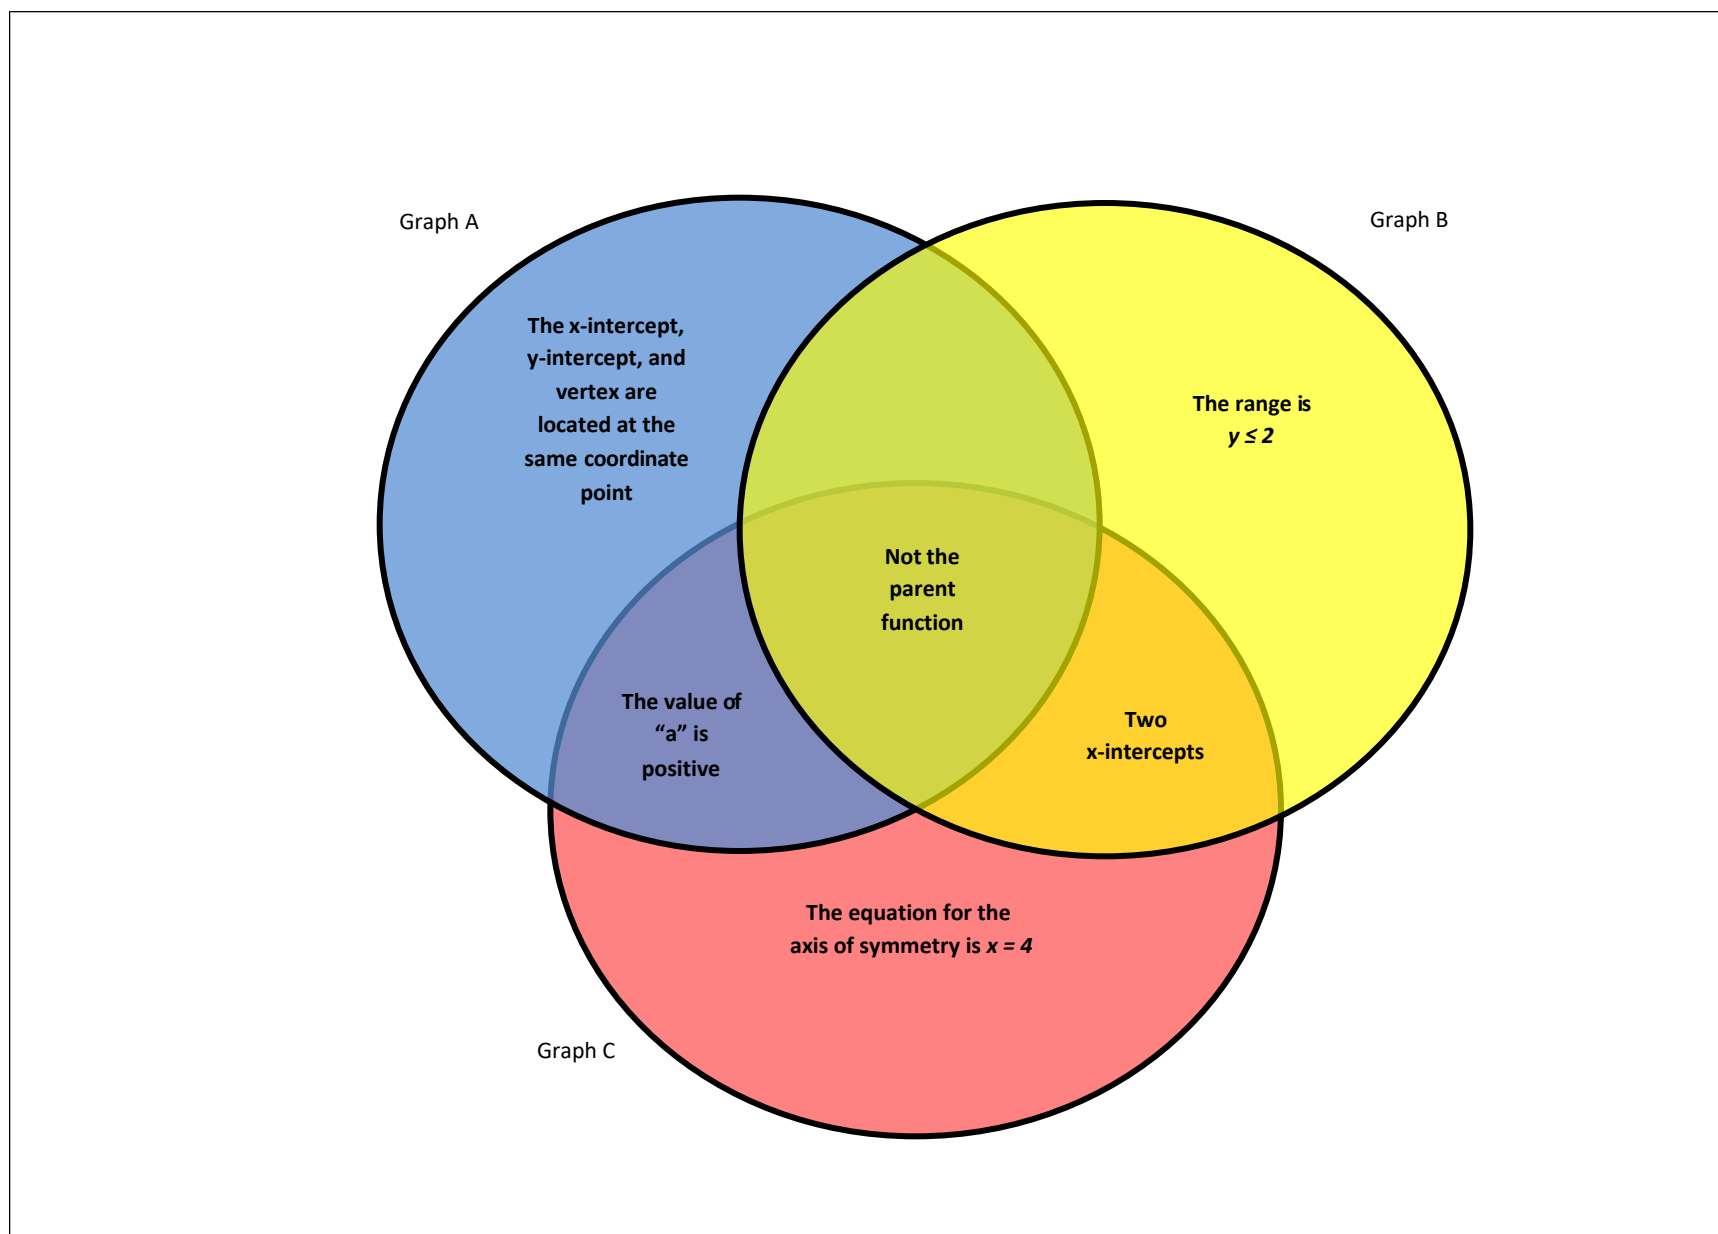 Graph A
Graph B
The x-intercept,
y-intercept, and
vertex are
located at the
same coordinate
point
The range is
y ≤ 2
Not the
parent
function
The value of
“a” is
positive
Two
x-intercepts
The equation for the
axis of symmetry is x = 4
Graph C